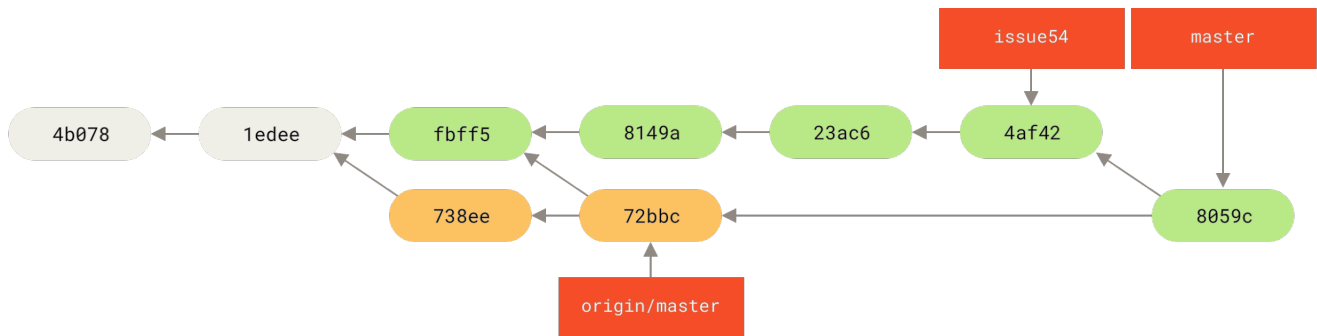 issue54
master
4b078
1edee
fbff5
8149a
23ac6
4af42
738ee
72bbc
8059c
origin/master